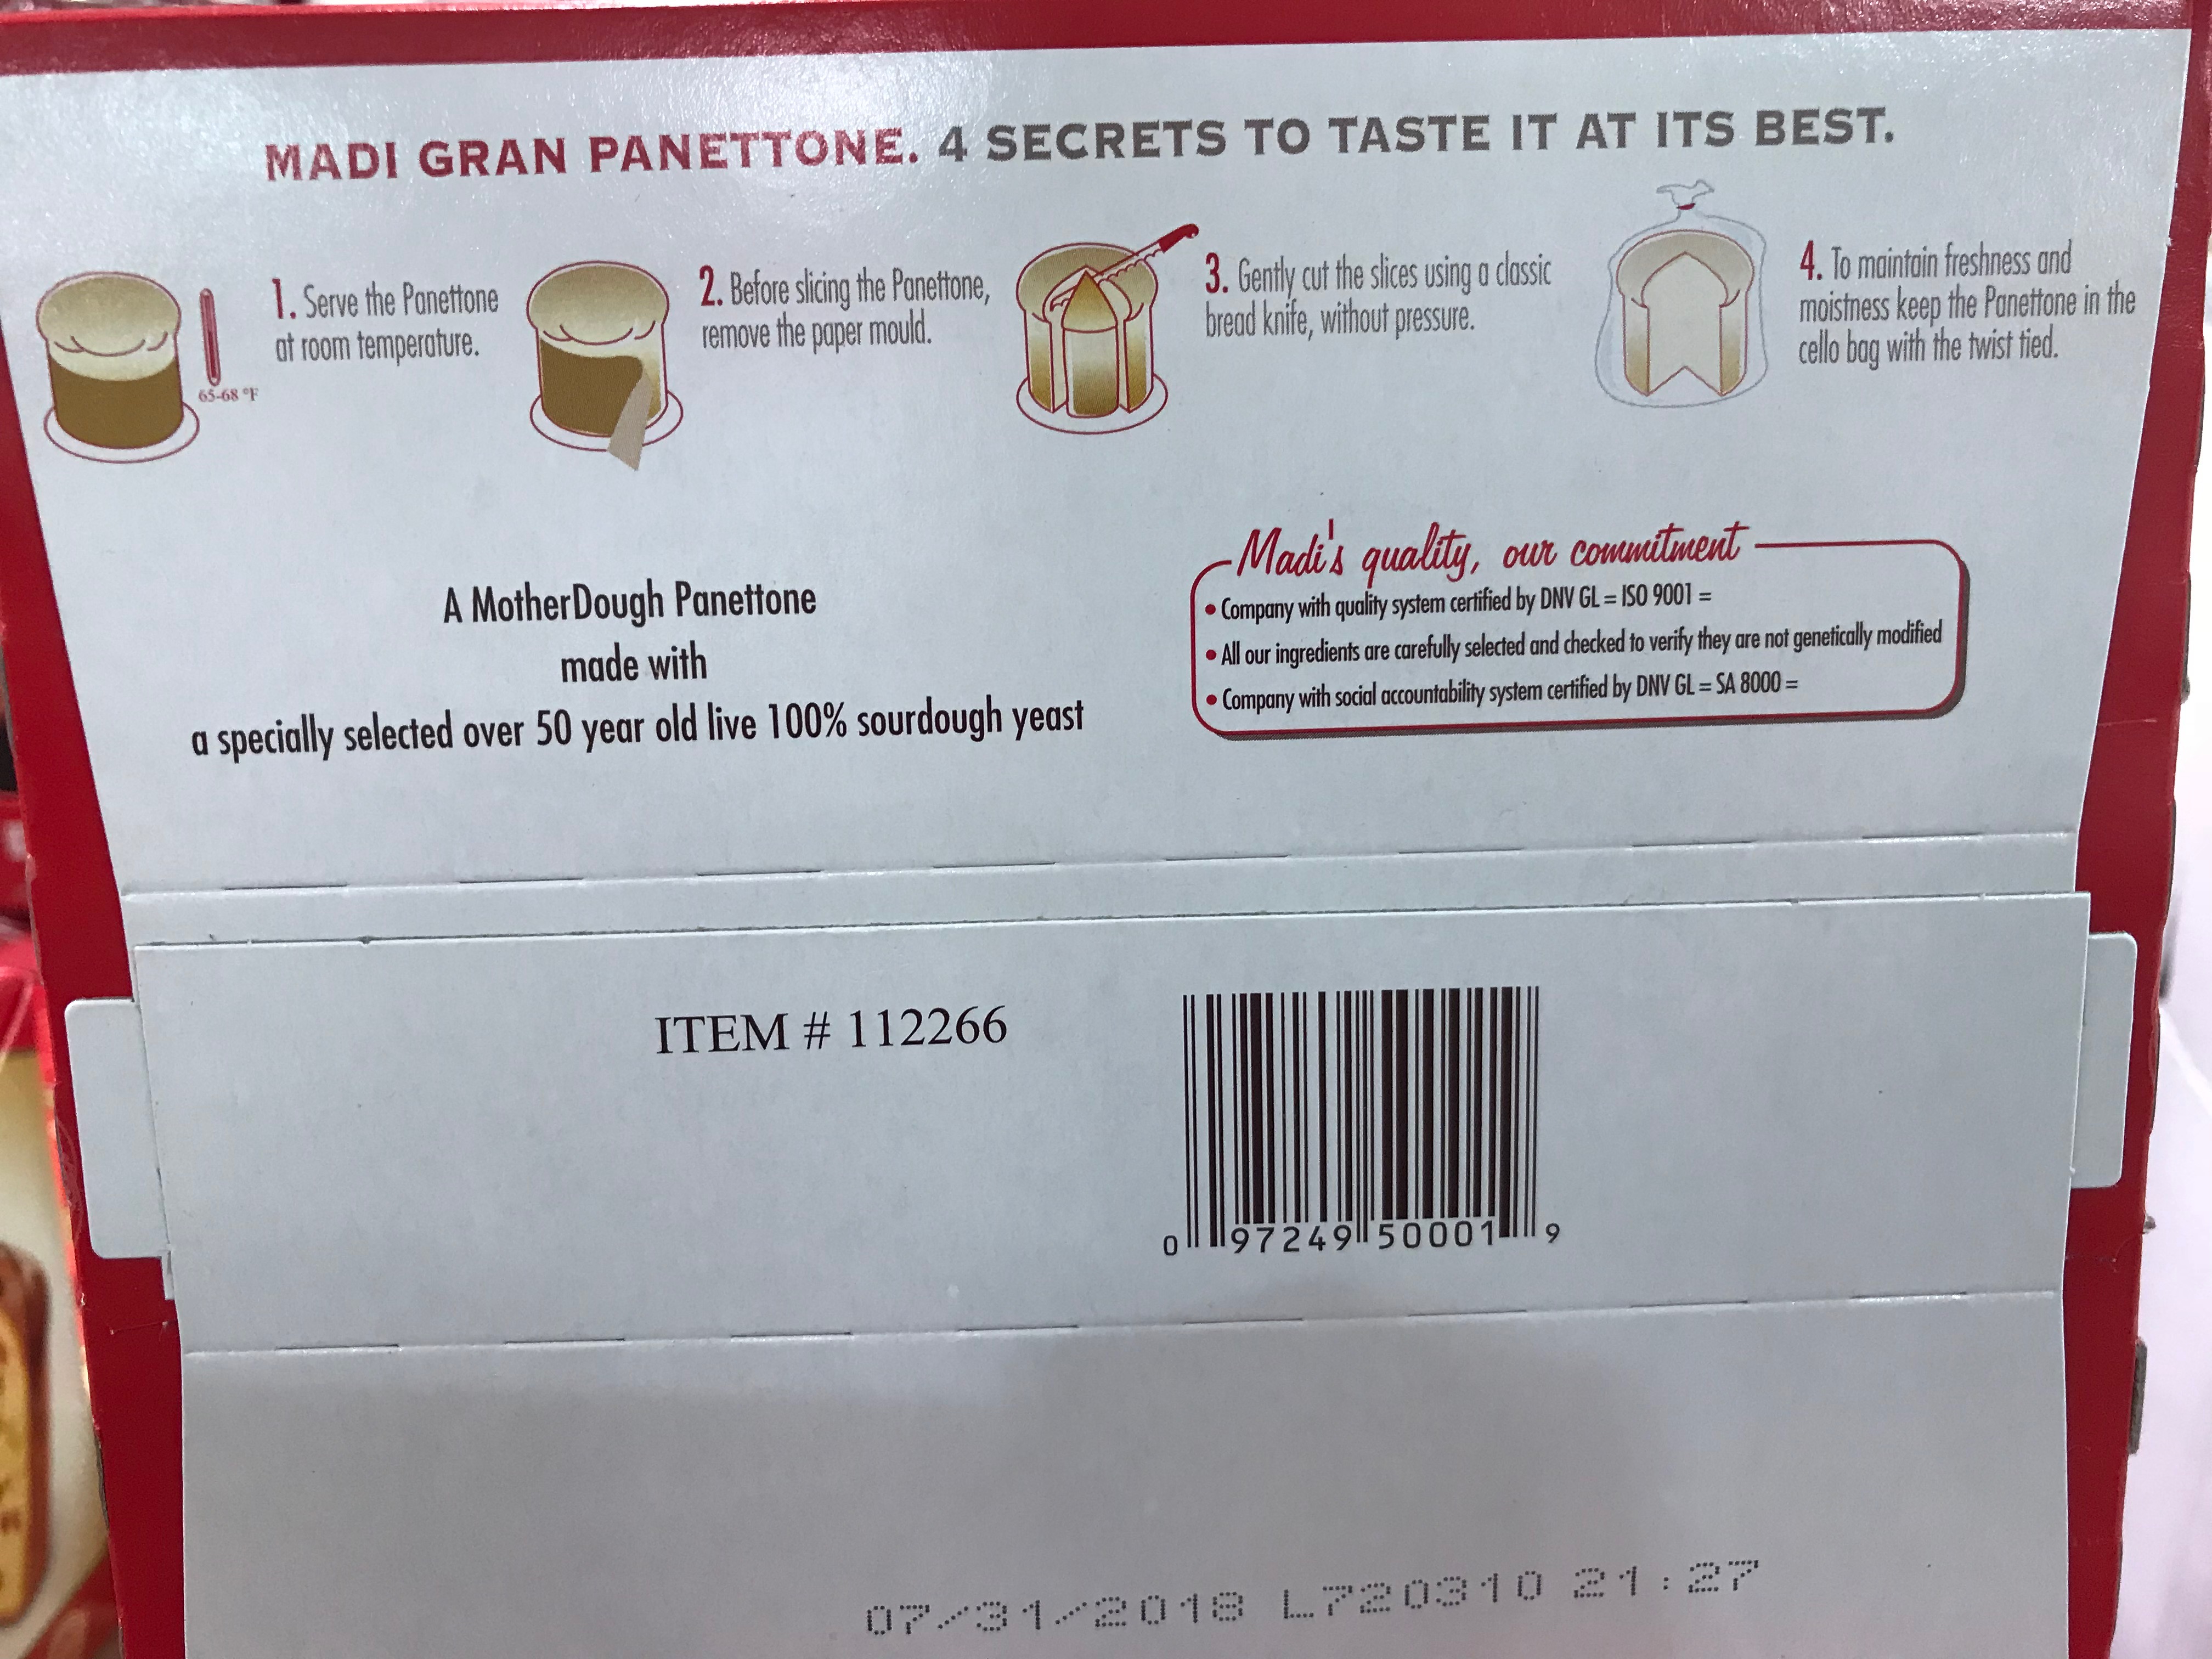 MADI GRAN PANETTONE. 4 SECRETS TO TASTE IT AT ITS BEST.
65-68 °F
1. Serve the Panettone
at room temperature.
2. Before slicing the Panettone,
remove the paper mould.
3. Gently cut the slices using a classic
bread knife, without pressure.
4. To maintain freshness and
moistness keep the Panettone in the
cello bag with the twist tied.
A MotherDough Panettone
made with
a specially selected over 50 year old live 100% sourdough yeast
Madi's quality, our commitment
• Company with quality system certified by DNV GL = ISO 9001 =
• All our ingredients are carefully selected and checked to verify they are not genetically modified
• Company with social accountability system certified by DNV GL = SA 8000 =
ITEM # 112266
0 97249 50001 9
07/31/2018 L720310 21:27